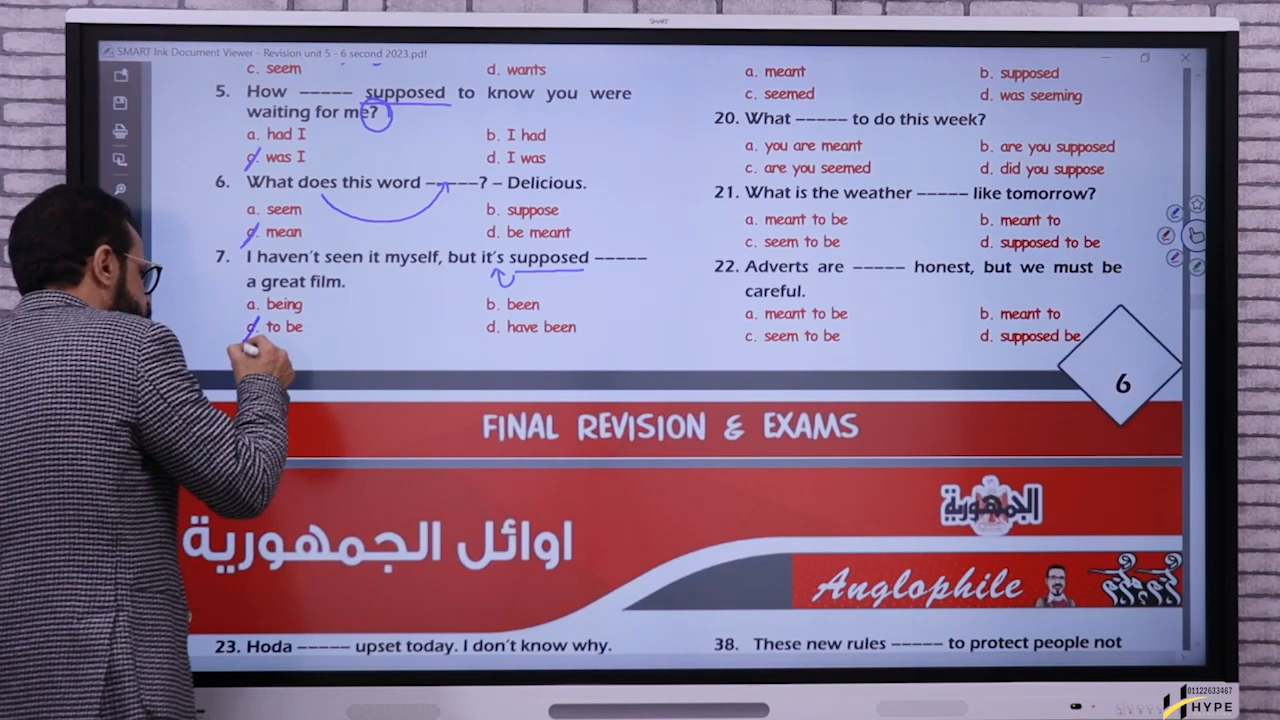 SMART
SMART Ink Document Viewer - Revision unit 5 - 6 second 2023.pdf
c. seem d. wants
5. How ----- supposed to know you were
waiting for me?
a. had I b. I had
c. was I d. I was
6. What does this word -----? – Delicious.
a. seem b. suppose
c. mean d. be meant
7. I haven't seen it myself, but it's supposed -----
a great film.
a. being b. been
c. to be d. have been
a. meant b. supposed
c. seemed d. was seeming
20. What ----- to do this week?
a. you are meant b. are you supposed
c. are you seemed d. did you suppose
21. What is the weather ----- like tomorrow?
a. meant to be b. meant to
c. seem to be d. supposed to be
22. Adverts are ----- honest, but we must be
careful.
a. meant to be b. meant to
c. seem to be d. supposed be
6
FINAL REVISION & EXAMS
اوائل الجمهورية
الجمهورية
Anglophile
23. Hoda ----- upset today. I don't know why.
38. These new rules ----- to protect people not
01122633467
HYPE